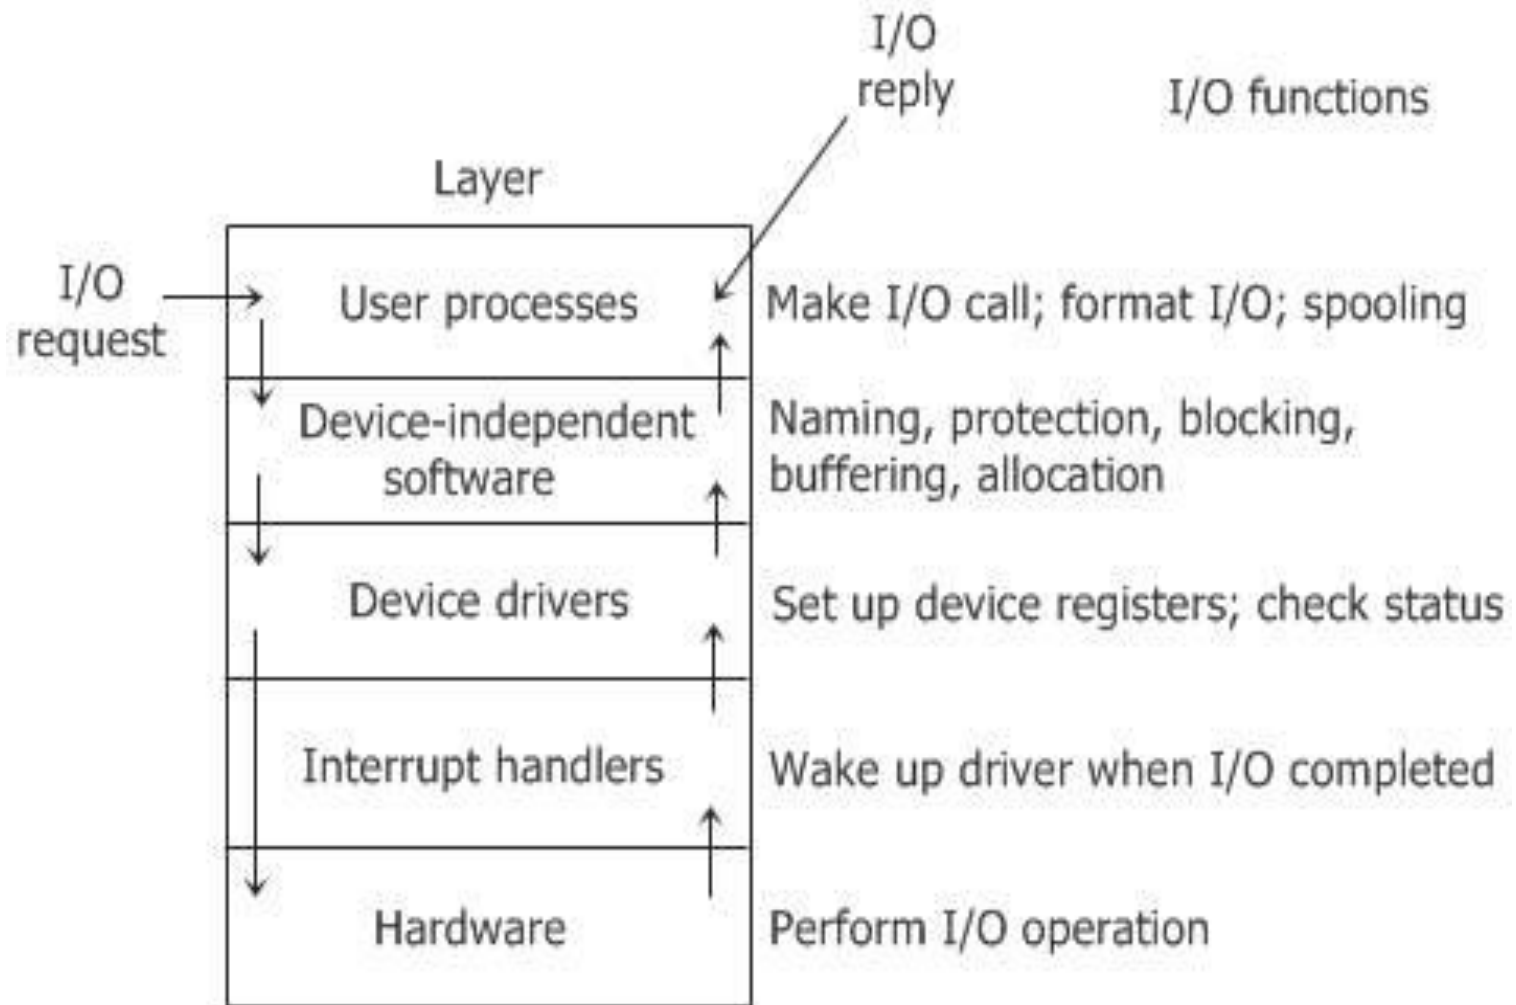 I/O
reply
I/O functions
Layer
I/O
request
User processes
Make I/O call; format I/O; spooling
Device-independent
software
Naming, protection, blocking,
buffering, allocation
Device drivers
Set up device registers; check status
Interrupt handlers
Wake up driver when I/O completed
Hardware
Perform I/O operation